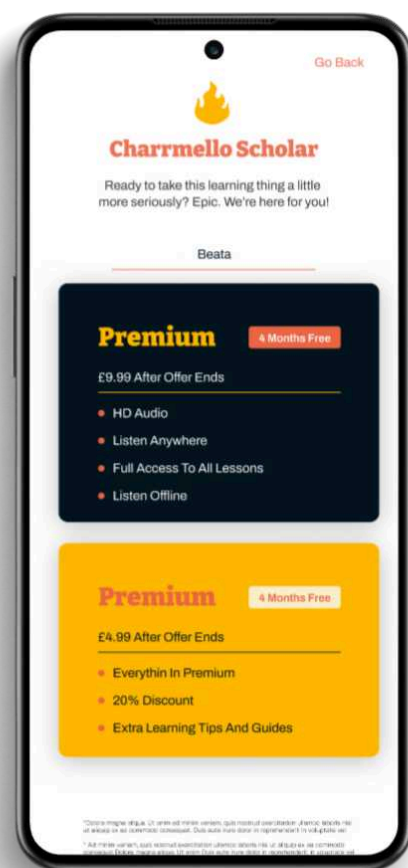 Go Back
Charrmello Scholar
Ready to take this learning thing a little
more seriously? Epic. We're here for you!
Beata
Premium
4 Months Free
£9.99 After Offer Ends
HD Audio
Listen Anywhere
Full Access To All Lessons
Listen Offline
Premium
4 Months Free
£4.99 After Offer Ends
Everythin In Premium
20% Discount
Extra Learning Tips And Guides